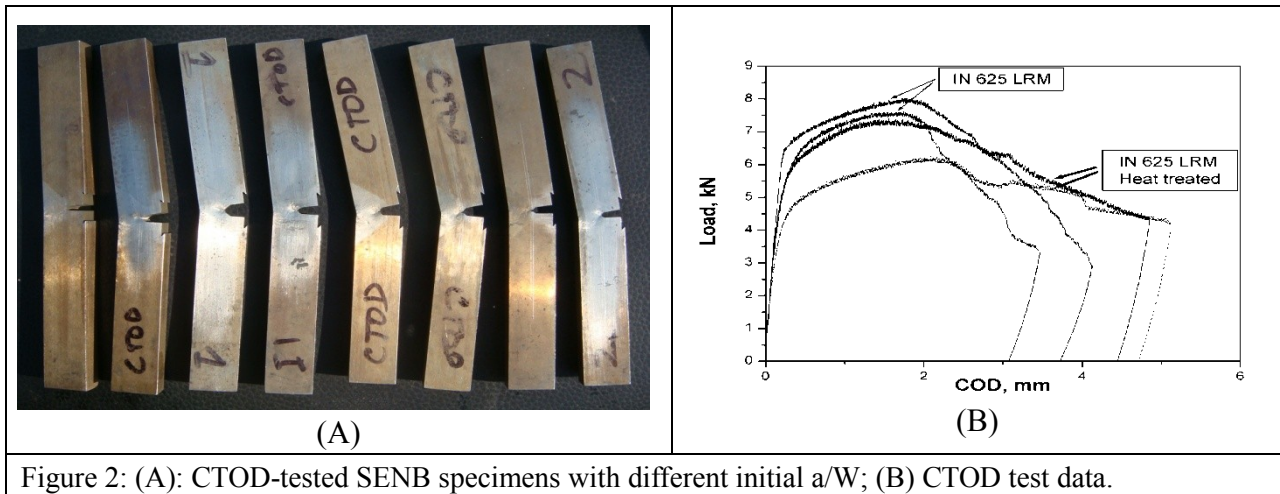 CTOD
1
1
CTOD
11
CTOD
CTOD
CTOD
2
2
(A)
IN 625 LRM
IN 625 LRM
Heat treated
Load, kN
9
8
7
6
5
4
3
2
1
0
0
2
4
6
COD, mm
(B)
Figure 2: (A): CTOD-tested SENB specimens with different initial a/W; (B) CTOD test data.